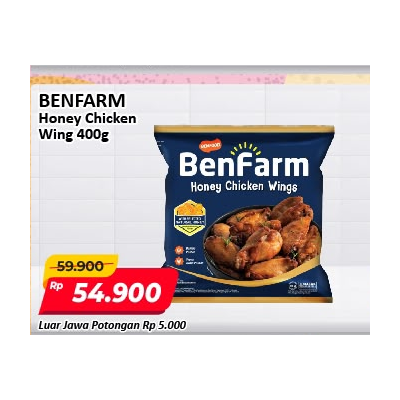 BENFARM
Honey Chicken
Wing 400g
BenFarm
Honey Chicken Wings
59.900
Rp 54.900
Luar Jawa Potongan Rp 5.000